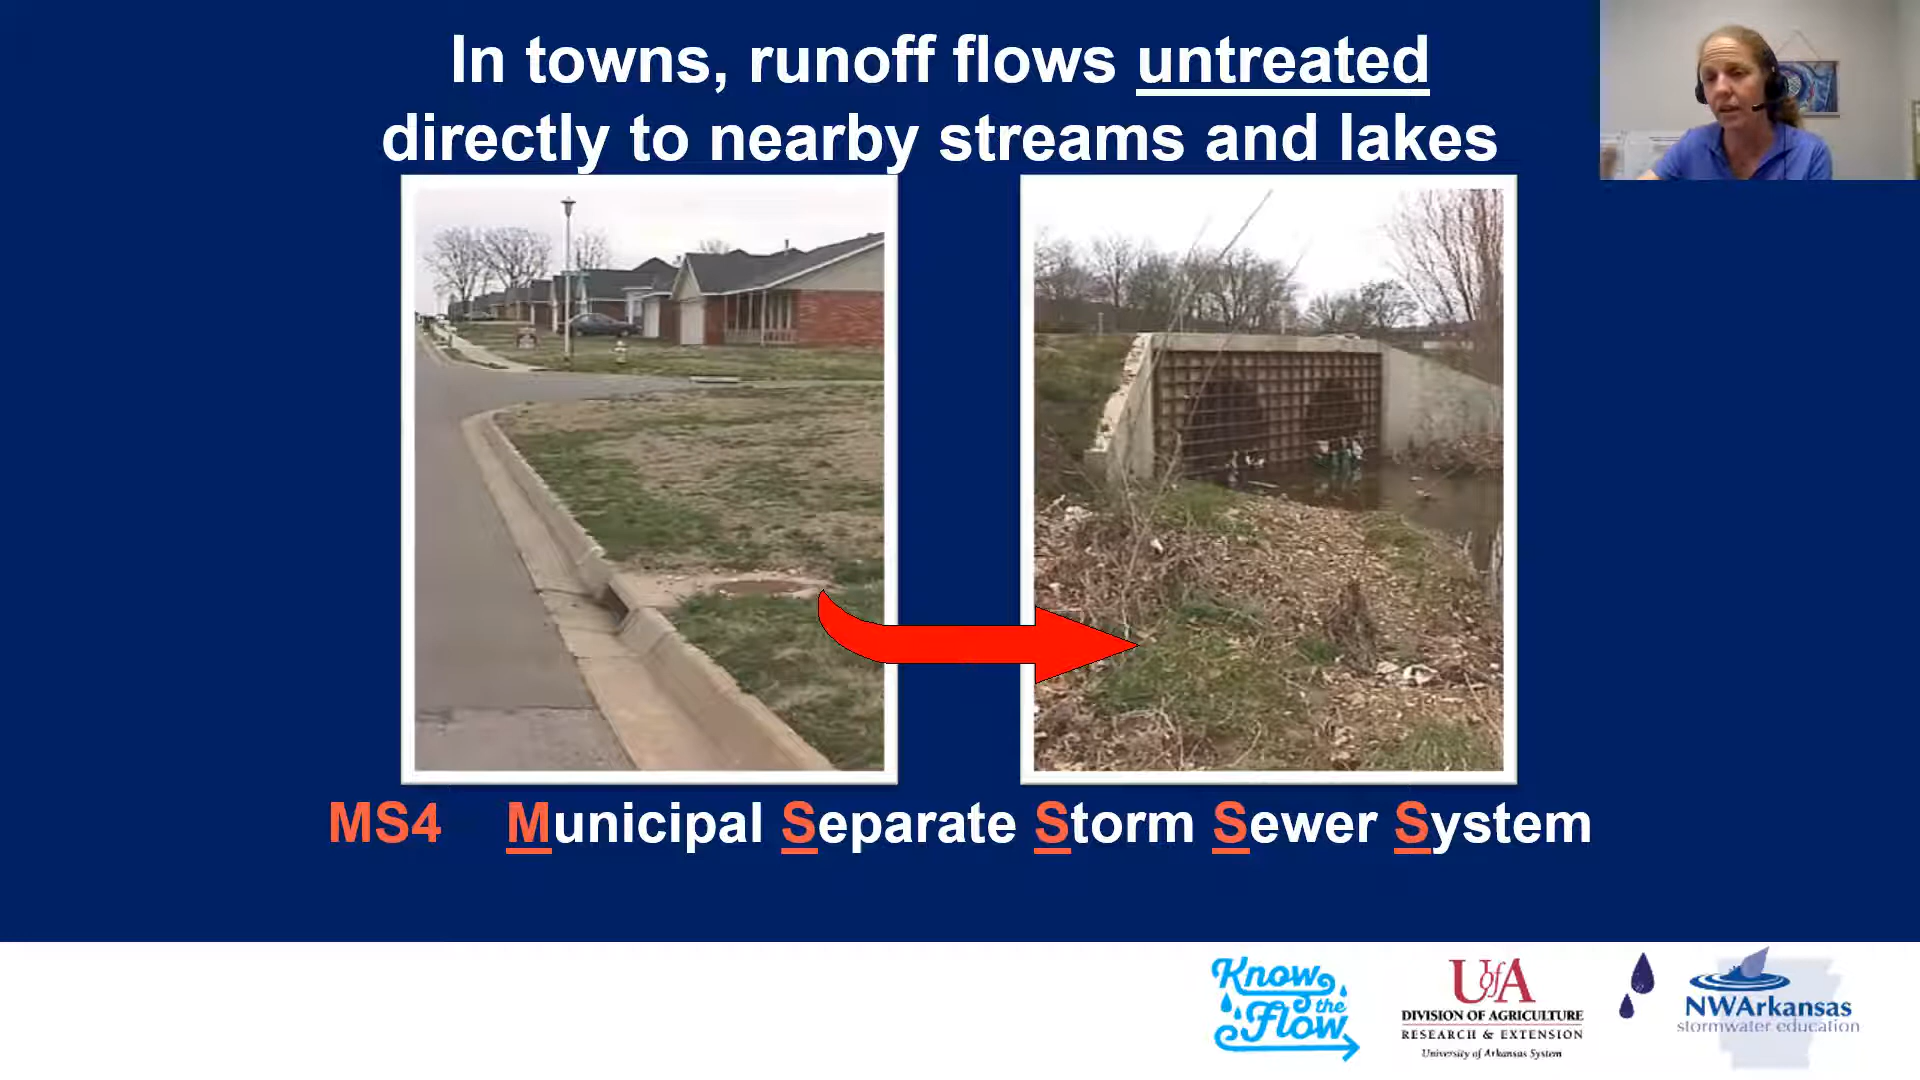 In towns, runoff flows untreated
directly to nearby streams and lakes
MS4 Municipal Separate Storm Sewer System
Know
the
Flow
UofA
DIVISION OF AGRICULTURE
RESEARCH & EXTENSION
University of Arkansas System
NWArkansas
stormwater education